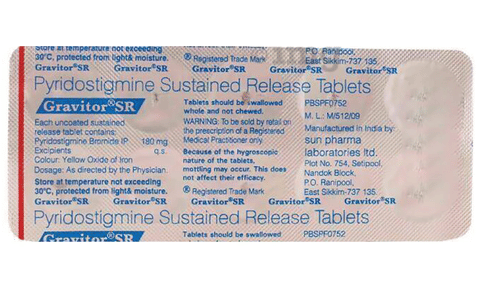 Store at temperature not exceeding
30°C, protected from light& moisture.
® Registered Trade Mark
P.O. Ranipool,
East Sikkim-737 135.
Gravitor®SR Gravitor®SR Gravitor®SR Gravitor®SR Gravitor®SR
Pyridostigmine Sustained Release Tablets
Gravitor®SR
Each uncoated sustained
release tablet contains:
Pyridostigmine Bromide IP 180 mg
Excipients q.s.
Colour: Yellow Oxide of Iron
Dosage: As directed by the Physician.
Store at temperature not exceeding
30°C, protected from light& moisture.
Tablets should be swallowed
whole and not chewed.
WARNING: To be sold by retail on
the prescription of a Registered
Medical Practitioner only.
Because of the hygroscopic
nature of the tablets,
mottling may occur. This does
not affect their efficacy.
® Registered Trade Mark
PBSPF0752
M. L.: M/512/09
Manufactured in India by:
sun pharma
laboratories ltd.
Plot No. 754, Setipool,
Nandok Block,
P.O. Ranipool,
East Sikkim-737 135.
Gravitor®SR Gravitor®SR Gravitor®SR Gravitor®SR Gravitor®SR
Pyridostigmine Sustained Release Tablets
Gravitor®SR
Each uncoated sustained
Tablets should be swallowed
PBSPF0752